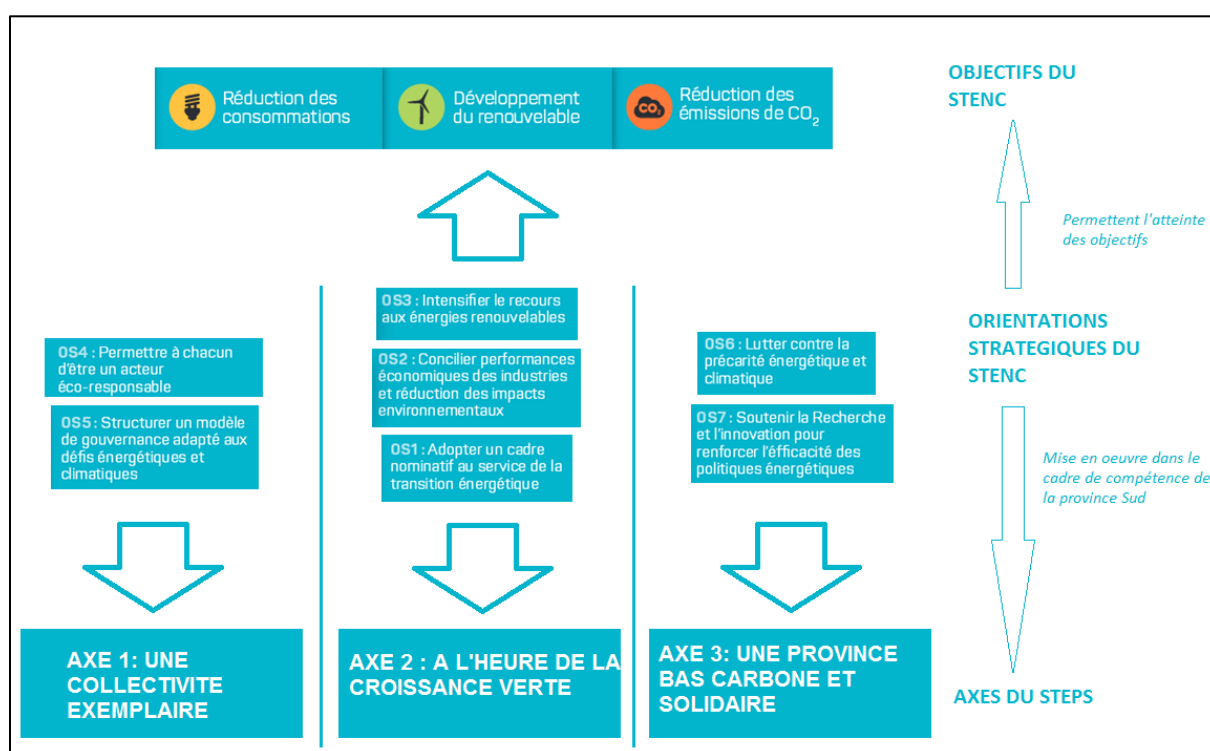 Réduction des
consommations
Développement
du renouvelable
Réduction des
émissions de CO₂
CO₂
OBJECTIFS DU
STENC
Permettent l'atteinte
des objectifs
OS4 : Permettre à chacun
d'être un acteur
éco-responsable
OS5 : Structurer un modèle
de gouvernance adapté aux
défis énergétiques et
climatiques
OS3 : Intensifier le recours
aux énergies renouvelables
OS2 : Concilier performances
économiques des industries
et réduction des impacts
environnementaux
OS1 : Adopter un cadre
nominatif au service de la
transition énergétique
OS6 : Lutter contre la
précarité énergétique et
climatique
OS7 : Soutenir la Recherche
et l'innovation pour
renforcer l'éfficacité des
politiques énergétiques
ORIENTATIONS
STRATEGIQUES DU
STENC
Mise en oeuvre dans le
cadre de compétence de
la province Sud
AXE 1: UNE
COLLECTIVITE
EXEMPLAIRE
AXE 2 : A L'HEURE DE LA
CROISSANCE VERTE
AXE 3: UNE PROVINCE
BAS CARBONE ET
SOLIDAIRE
AXES DU STEPS